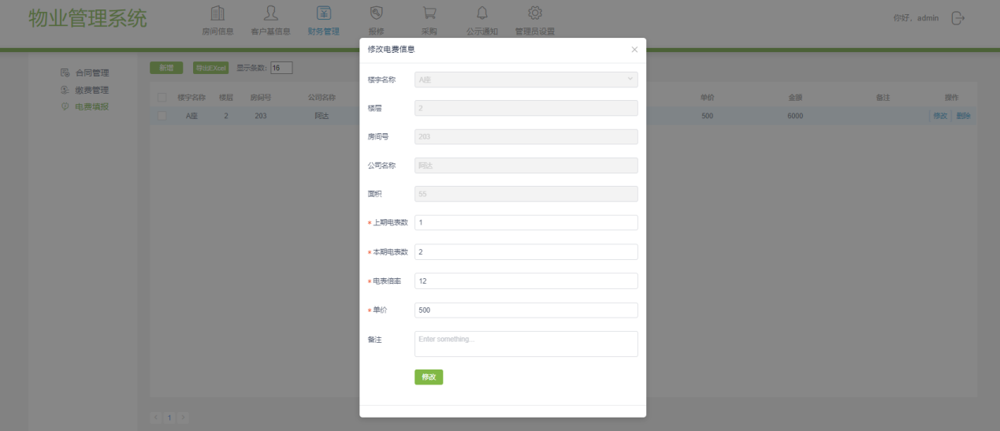 物业管理系统
房间信息
客户基信息
财务管理
报修
采购
公示通知
管理员设置
你好，admin
合同管理
缴费管理
电费填报
新增
导出EXcel
显示条数：
16
楼宇名称
楼层
房间号
公司名称
单价
金额
备注
操作
A座
2
203
阿达
500
6000
修改
删除
1
修改电费信息
楼宇名称
A座
楼层
2
房间号
203
公司名称
阿达
面积
55
* 上期电表数
1
* 本期电表数
2
* 电表倍率
12
* 单价
500
备注
Enter something...
修改